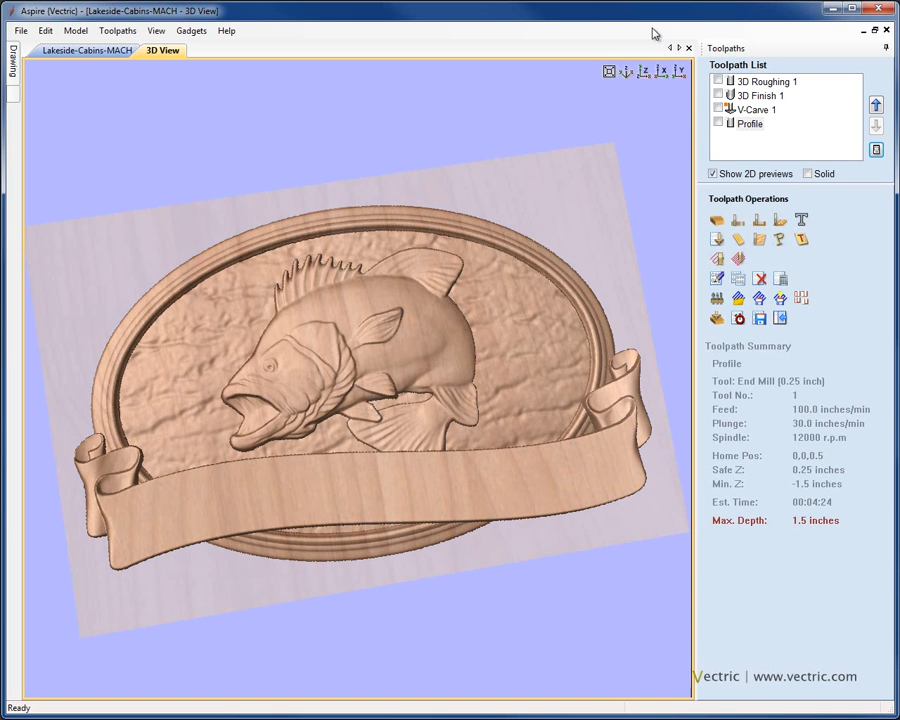 Aspire (Vectric) - [Lakeside-Cabins-MACH - 3D View]
File Edit Model Toolpaths View Gadgets Help
Drawing
Lakeside-Cabins-MACH 3D View
Z X Y
Toolpaths
Toolpath List
3D Roughing 1
3D Finish 1
V-Carve 1
Profile
Show 2D previews Solid
Toolpath Operations
Toolpath Summary
Profile
Tool: End Mill (0.25 inch)
Tool No.: 1
Feed: 100.0 inches/min
Plunge: 30.0 inches/min
Spindle: 12000 r.p.m
Home Pos: 0,0,0.5
Safe Z: 0.25 inches
Min. Z: -1.5 inches
Est. Time: 00:04:24
Max. Depth: 1.5 inches
Vectric | www.vectric.com
Ready